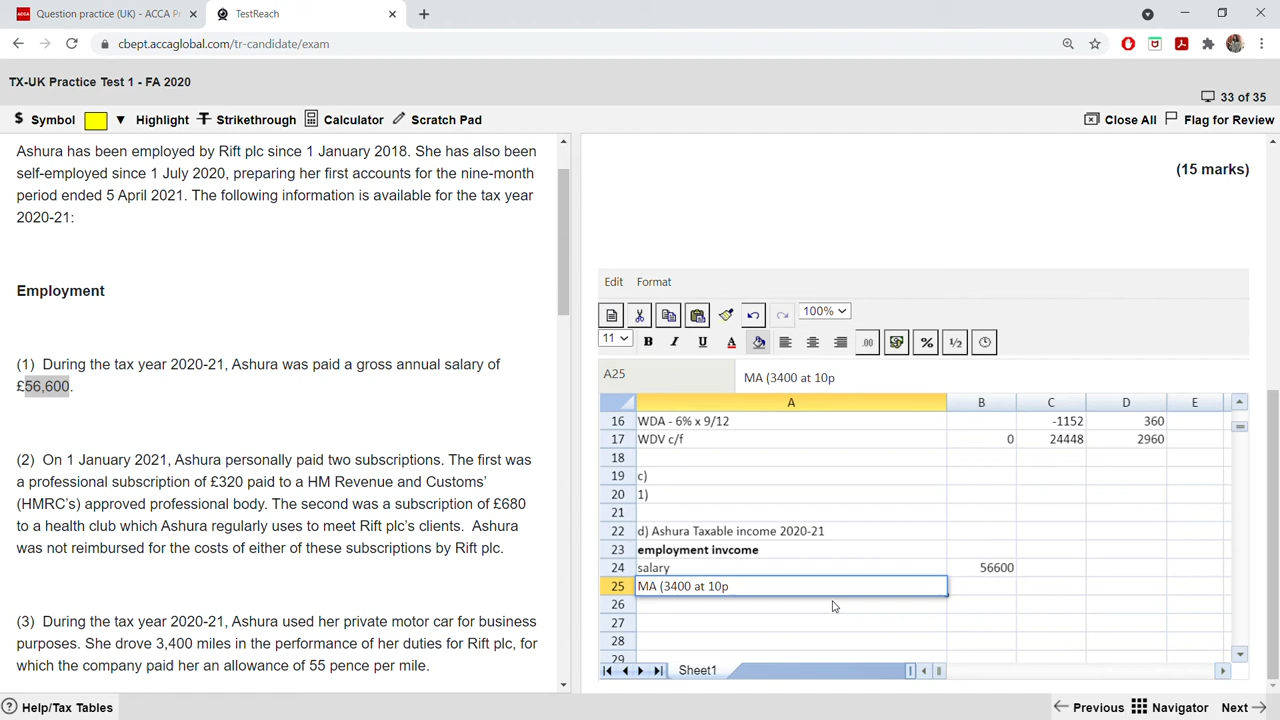 Question practice (UK) - ACCA P
TestReach
cbept.accaglobal.com/tr-candidate/exam
TX-UK Practice Test 1 - FA 2020
33 of 35
$ Symbol
Highlight
Strikethrough
Calculator
Scratch Pad
Close All
Flag for Review
Ashura has been employed by Rift plc since 1 January 2018. She has also been
self-employed since 1 July 2020, preparing her first accounts for the nine-month
period ended 5 April 2021. The following information is available for the tax year
2020-21:
Employment
(1) During the tax year 2020-21, Ashura was paid a gross annual salary of
£56,600.
(2) On 1 January 2021, Ashura personally paid two subscriptions. The first was
a professional subscription of £320 paid to a HM Revenue and Customs'
(HMRC's) approved professional body. The second was a subscription of £680
to a health club which Ashura regularly uses to meet Rift plc's clients. Ashura
was not reimbursed for the costs of either of these subscriptions by Rift plc.
(3) During the tax year 2020-21, Ashura used her private motor car for business
purposes. She drove 3,400 miles in the performance of her duties for Rift plc, for
which the company paid her an allowance of 55 pence per mile.
(15 marks)
Edit Format
100%
11 B I U A .00 % 1/2
A25 MA (3400 at 10p
A B C D E
16 WDA - 6% x 9/12 -1152 360
17 WDV c/f 0 24448 2960
18
19 c)
20 1)
21
22 d) Ashura Taxable income 2020-21
23 employment invcome
24 salary 56600
25 MA (3400 at 10p
26
27
28
29
Sheet1
Help/Tax Tables
Previous
Navigator
Next